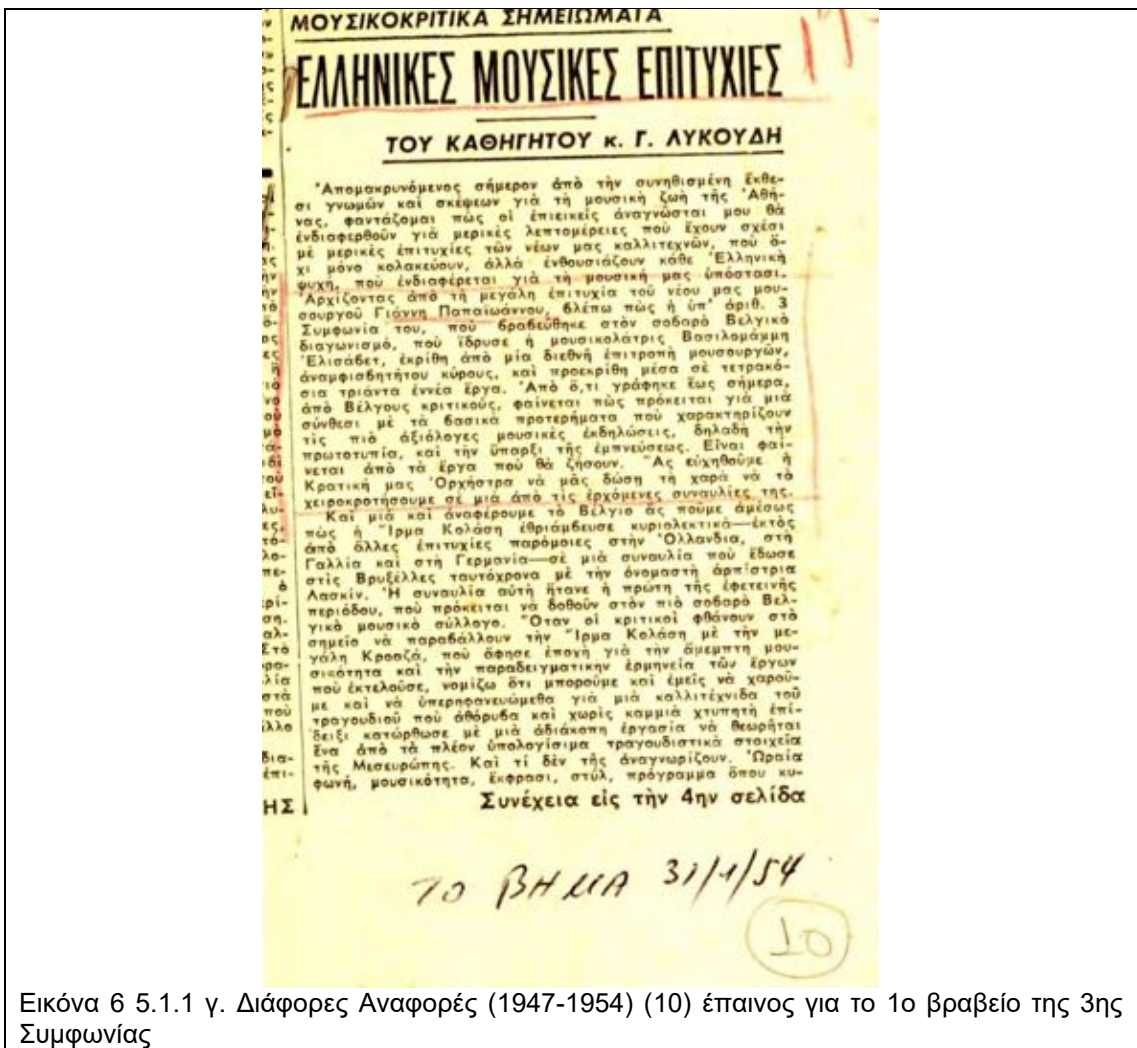 ΜΟΥΣΙΚΟΚΡΙΤΙΚΑ ΣΗΜΕΙΩΜΑΤΑ
ΕΛΛΗΝΙΚΕΣ ΜΟΥΣΙΚΕΣ ΕΠΙΤΥΧΙΕΣ
ΤΟΥ ΚΑΘΗΓΗΤΟΥ κ. Γ. ΛΥΚΟΥΔΗ
Ἀπομακρυνόμενος σήμερον ἀπὸ τὴν συνηθισμένη ἔκθε-
σι γνωμῶν καὶ σκέψεων γιὰ τὴ μουσικὴ ζωὴ τῆς Ἀθή-
νας, φαντάζομαι πὼς οἱ ἐπιεικεῖς ἀναγνῶσται μου θὰ
ἐνδιαφερθοῦν γιὰ μερικὲς λεπτομέρειες ποὺ ἔχουν σχέσι
μὲ μερικὲς ἐπιτυχίες τῶν νέων μας καλλιτεχνῶν, ποὺ ὄ-
χι μόνο κολακεύουν, ἀλλὰ ἐνθουσιάζουν κάθε Ἑλληνικὴ
ψυχή, ποὺ ἐνδιαφέρεται γιὰ τὴ μουσική μας ὑπόστασι.
Ἀρχίζοντας ἀπὸ τὴ μεγάλη ἐπιτυχία τοῦ νέου μας μου-
σουργοῦ Γιάννη Παπαϊωάννου, βλέπω πὼς ἡ ὑπ' ἀριθ. 3
Συμφωνία του, ποὺ βραβεύθηκε στὸν σοβαρὸ Βελγικὸ
διαγωνισμό, ποὺ ἵδρυσε ἡ μουσικολάτρις Βασιλομάμμη
Ἐλισάβετ, ἐκρίθη ἀπὸ μία διεθνῆ ἐπιτροπὴ μουσουργῶν,
ἀναμφισβητήτου κύρους, καὶ προεκρίθη μέσα σὲ τετρακό-
σια τριάντα ἐννέα ἔργα. Ἀπὸ ὅ,τι γράφηκε ἕως σήμερα,
ἀπὸ Βέλγους κριτικούς, φαίνεται πὼς πρόκειται γιὰ μιὰ
σύνθεσι μὲ τὰ βασικὰ προτερήματα ποὺ χαρακτηρίζουν
τὶς πιὸ ἀξιόλογες μουσικὲς ἐκδηλώσεις, δηλαδὴ τὴν
πρωτοτυπία, καὶ τὴν ὕπαρξι τῆς ἐμπνεύσεως. Εἶναι φαί-
νεται ἀπὸ τὰ ἔργα ποὺ θὰ ζήσουν. Ἂς εὐχηθοῦμε ἡ
Κρατική μας Ὀρχήστρα νὰ μᾶς δώση τὴ χαρὰ νὰ τὸ
χειροκροτήσουμε σὲ μιὰ ἀπὸ τὶς ἐρχόμενες συναυλίες της.
Καὶ μιὰ καὶ ἀναφέρουμε τὸ Βέλγιο ἂς ποῦμε ἀμέσως
πὼς ἡ Ἴρμα Κολάση ἐθριάμβευσε κυριολεκτικὰ—ἐκτὸς
ἀπὸ ἄλλες ἐπιτυχίες παρόμοιες στὴν Ὁλλανδία, στὴ
Γαλλία καὶ στὴ Γερμανία—σὲ μιὰ συναυλία ποὺ ἔδωσε
στὶς Βρυξέλλες ταυτόχρονα μὲ τὴν ὀνομαστὴ ἀρπίστρια
Λασκίν. Ἡ συναυλία αὐτὴ ἤτανε ἡ πρώτη τῆς ἐφετεινῆς
περιόδου, ποὺ πρόκειται νὰ δοθοῦν στὸν πιὸ σοβαρὸ Βελ-
γικὸ μουσικὸ σύλλογο. Ὅταν οἱ κριτικοὶ φθάνουν στὸ
σημεῖο νὰ παραβάλλουν τὴν Ἴρμα Κολάση μὲ τὴν με-
γάλη Κροαζά, ποὺ ἄφησε ἐποχὴ γιὰ τὴν ἄμεμπτη μου-
σικότητα καὶ τὴν παραδειγματικὴν ἑρμηνεία τῶν ἔργων
ποὺ ἐκτελοῦσε, νομίζω ὅτι μποροῦμε καὶ ἐμεῖς νὰ χαροῦ-
με καὶ νὰ ὑπερηφανευώμεθα γιὰ μιὰ καλλιτέχνιδα τοῦ
τραγουδιοῦ ποὺ ἀθόρυβα καὶ χωρὶς καμμιὰ χτυπητὴ ἐπί-
δειξι κατώρθωσε μὲ μιὰ ἀδιάκοπη ἐργασία νὰ θεωρῆται
ἕνα ἀπὸ τὰ πλέον ὑπολογίσιμα τραγουδιστικὰ στοιχεῖα
τῆς Μεσευρώπης. Καὶ τί δὲν τῆς ἀναγνωρίζουν. Ὡραία
φωνή, μουσικότητα, ἔκφρασι, στύλ, πρόγραμμα ὅπου κυ-
Συνέχεια εἰς τὴν 4ην σελίδα
ΤΟ ΒΗΜΑ 31/1/54
10
Εικόνα 6 5.1.1 γ. Διάφορες Αναφορές (1947-1954) (10) έπαινος για το 1ο βραβείο της 3ης
Συμφωνίας